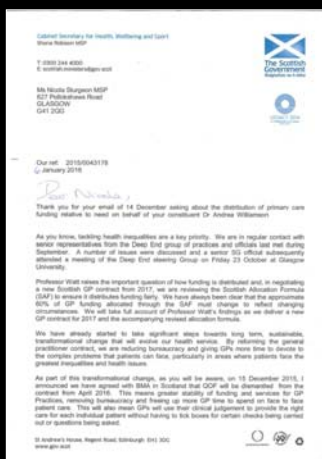 Cabinet Secretary for Health, Wellbeing and Sport
Shona Robison MSP
T: 0300 244 4000
E: scottish.ministers@gov.scot
The Scottish
Government
Ms Nicola Sturgeon MSP
627 Pollokshaws Road
GLASGOW
G41 2QG
Our ref: 2015/0043178
6 January 2016
Dear Nicola,
Thank you for your email of 14 December asking about the distribution of primary care
funding relative to need on behalf of your constituent Dr Andrea Williamson
As you know, tackling health inequalities are a key priority. We are in regular contact with
senior representatives from the Deep End group of practices and officials last met during
September. A number of issues were discussed and a senior SG official subsequently
attended a meeting of the Deep End steering Group on Friday 23 October at Glasgow
University.
Professor Watt raises the important question of how funding is distributed and, in negotiating
a new Scottish GP contract from 2017, we are reviewing the Scottish Allocation Formula
(SAF) to ensure it distributes funding fairly. We have always been clear that the approximate
60% of GP funding allocated through the SAF must change to reflect changing
circumstances. We will take full account of Professor Watt's findings as we deliver a new
GP contract for 2017 and the accompanying revised allocation formula.
We have already started to take significant steps towards long term, sustainable,
transformational change that will evolve our health service. By reforming the general
practitioner contract, we are reducing bureaucracy and giving GPs more time to devote to
the complex problems that patients can face, particularly in areas where patients face the
greatest inequalities and health issues.
As part of this transformational change, as you will be aware, on 15 December 2015, I
announced we have agreed with BMA in Scotland that QOF will be dismantled from the
contract from April 2016. This means greater stability of funding and services for GP
Practices, removing bureaucracy and freeing up more GP time to spend on face to face
patient care. This will also mean GPs will use their clinical judgement to provide the right
care for each individual patient without having to tick boxes for certain checks being carried
out or questions being asked.
St Andrew's House, Regent Road, Edinburgh EH1 3DG
www.gov.scot